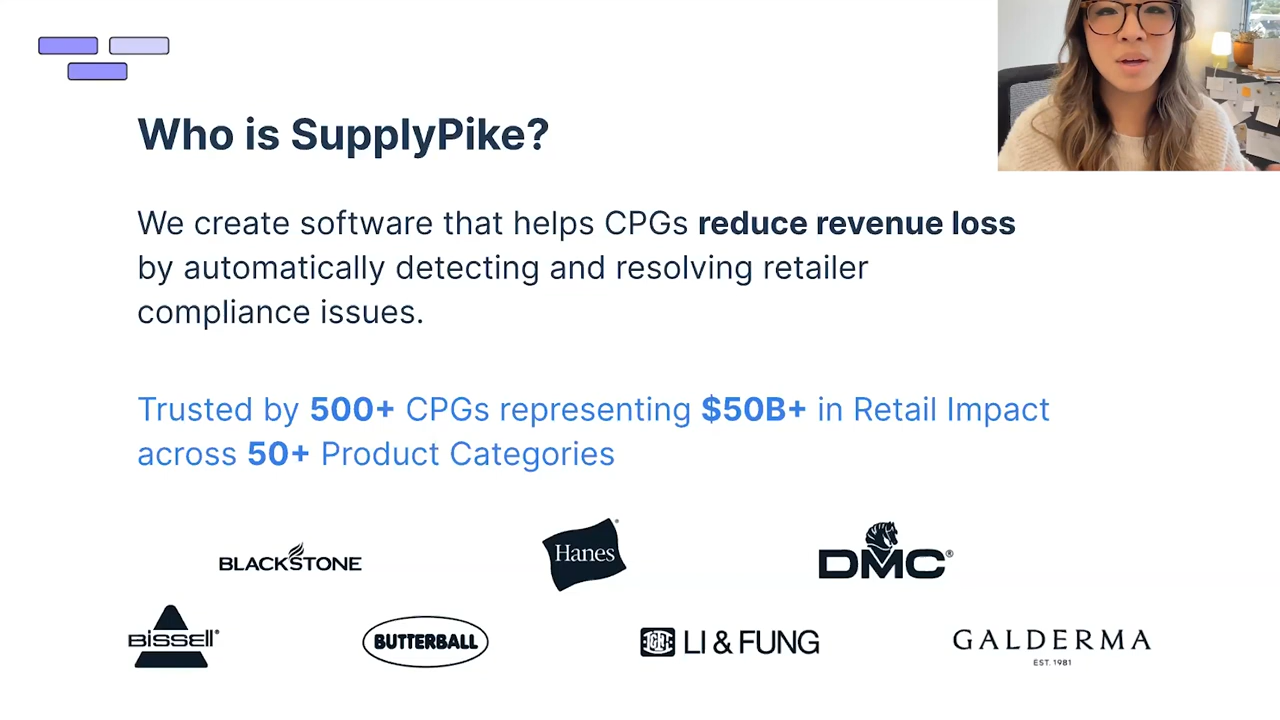 Who is SupplyPike?
We create software that helps CPGs reduce revenue loss
by automatically detecting and resolving retailer
compliance issues.
Trusted by 500+ CPGs representing $50B+ in Retail Impact
across 50+ Product Categories
BLACKSTONE
Hanes
DMC®
BISSELL®
BUTTERBALL
LI & FUNG
GALDERMA
EST. 1981